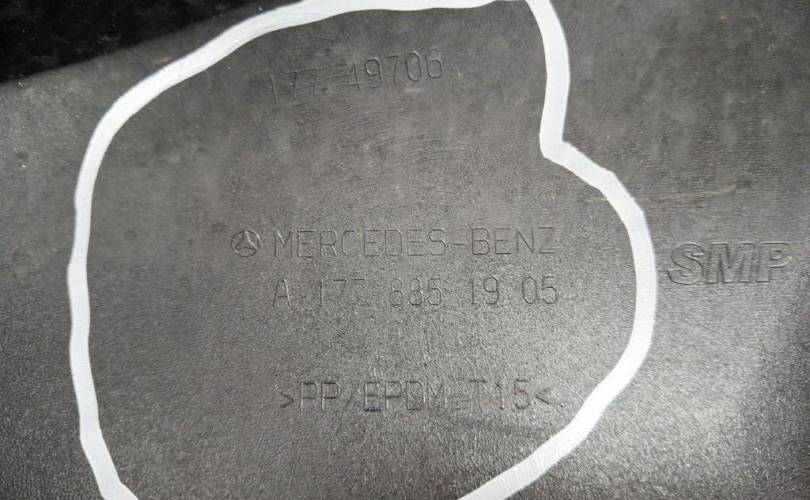 177 49706
MERCEDES-BENZ
A 177 885 19 05
SMP
>PP/EPDM T15<